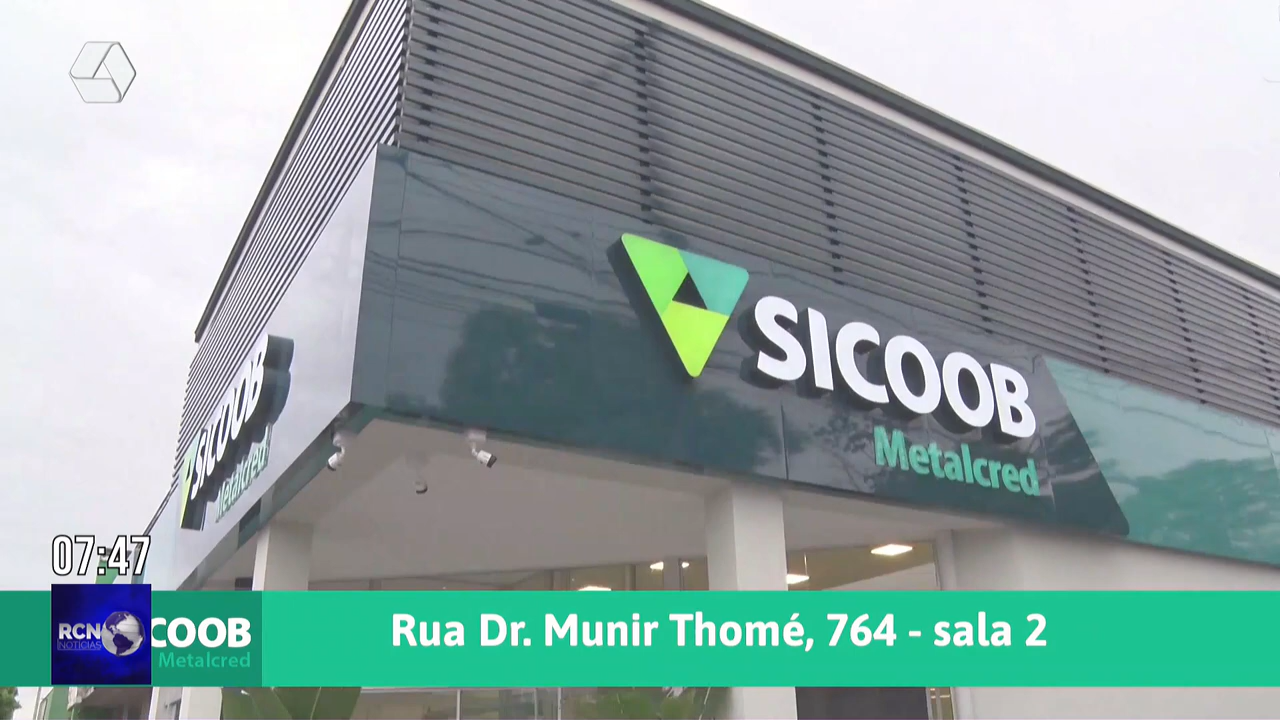 SICOOB
Metalcred
SICOOB
Metalcred
07:47
RCN
NOTÍCIAS
COOB
Metalcred
Rua Dr. Munir Thomé, 764 - sala 2